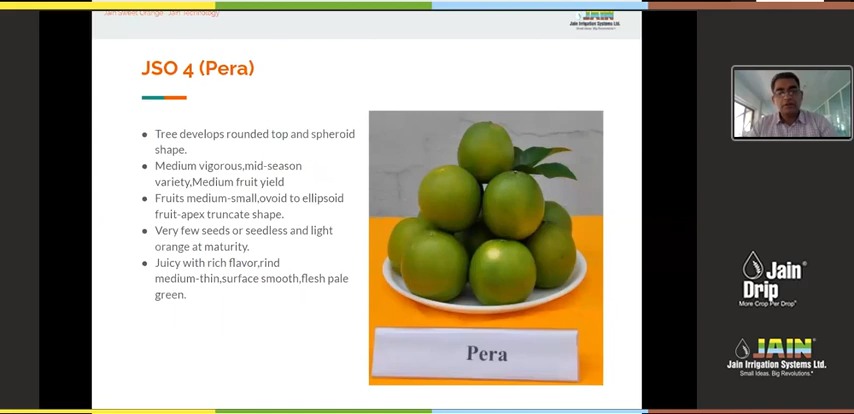 Jain Sweet Orange- Jain Technology
JAIN
Jain Irrigation Systems Ltd.
Small Ideas. Big Revolutions.
JSO 4 (Pera)
● Tree develops rounded top and spheroid
shape.
● Medium vigorous,mid-season
variety,Medium fruit yield
● Fruits medium-small,ovoid to ellipsoid
fruit-apex truncate shape.
● Very few seeds or seedless and light
orange at maturity.
● Juicy with rich flavor,rind
medium-thin,surface smooth,flesh pale
green.
Pera
Jain®
Drip
More Crop Per Drop®
JAIN®
Jain Irrigation Systems Ltd.
Small Ideas. Big Revolutions.®